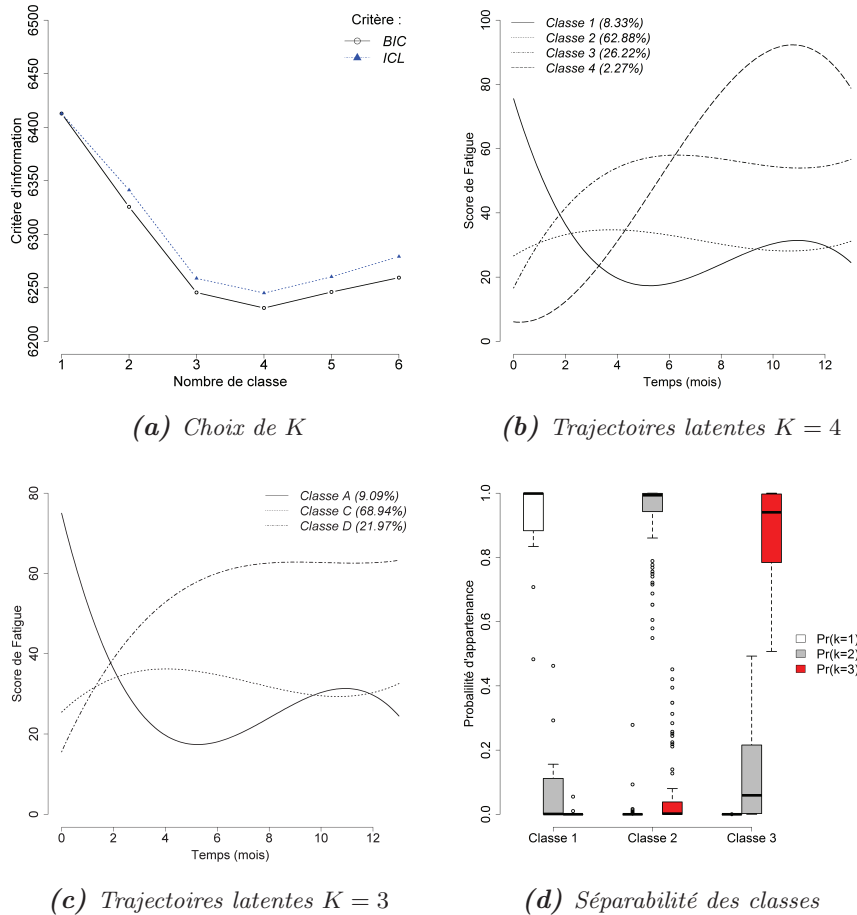 Critère :
BIC
ICL
6500
6450
6400
6350
6300
6250
6200
Critère d'information
1 2 3 4 5 6
Nombre de classe
(a) Choix de K
Classe 1 (8.33%)
Classe 2 (62.88%)
Classe 3 (26.22%)
Classe 4 (2.27%)
100
80
60
40
20
0
Score de Fatigue
0 2 4 6 8 10 12
Temps (mois)
(b) Trajectoires latentes K = 4
Classe A (9.09%)
Classe C (68.94%)
Classe D (21.97%)
80
60
40
20
0
Score de Fatigue
0 2 4 6 8 10 12
Temps (mois)
(c) Trajectoires latentes K = 3
1.0
0.8
0.6
0.4
0.2
0.0
Probalilité d'appartenance
Pr(k=1)
Pr(k=2)
Pr(k=3)
Classe 1 Classe 2 Classe 3
(d) Séparabilité des classes